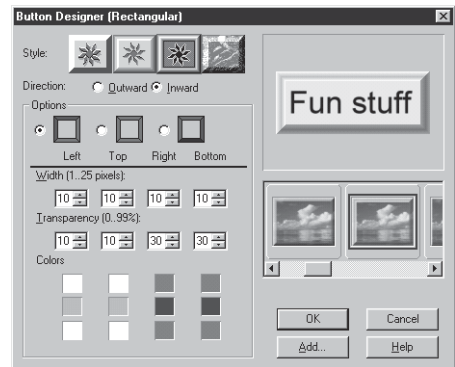 Button Designer (Rectangular)
Style:
Direction: Outward Inward
Options
Left Top Right Bottom
Width (1..25 pixels):
10 10 10 10
Transparency (0..99%):
10 10 30 30
Colors
Fun stuff
OK Cancel
Add... Help